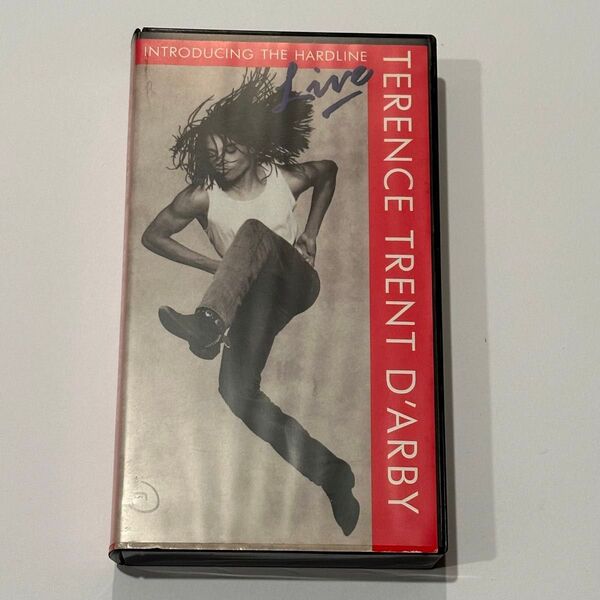 INTRODUCING THE HARDLINE
Live
TERENCE TRENT D'ARBY